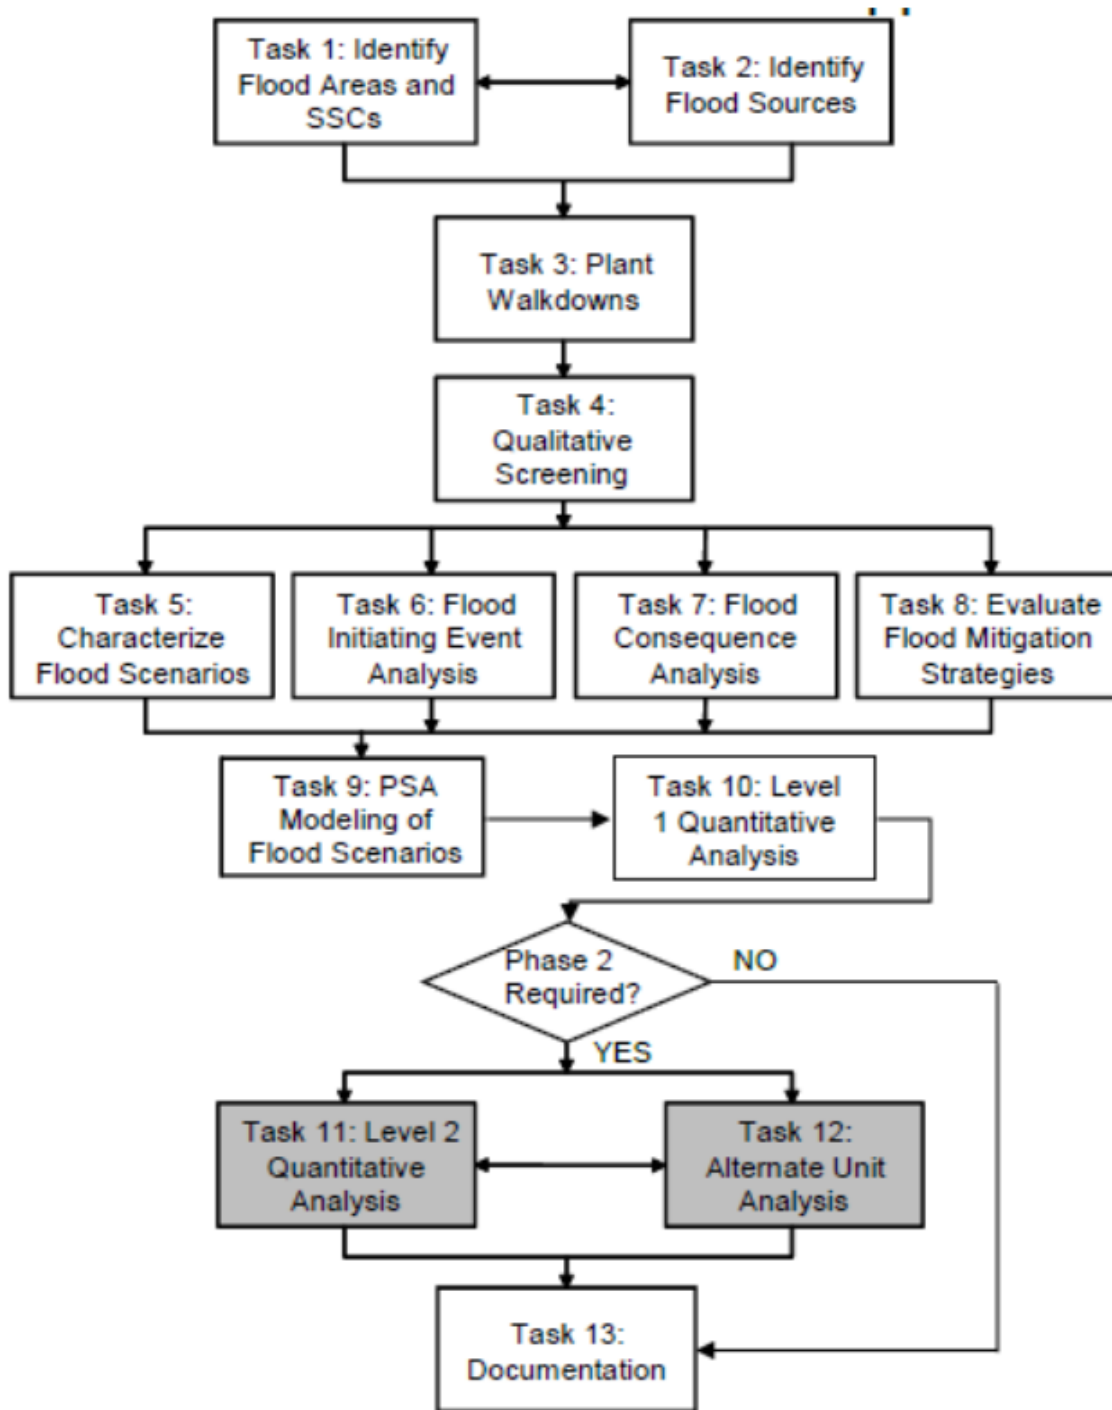 Task 1: Identify
Flood Areas and
SSCs
Task 2: Identify
Flood Sources
Task 3: Plant
Walkdowns
Task 4:
Qualitative
Screening
Task 5:
Characterize
Flood Scenarios
Task 6: Flood
Initiating Event
Analysis
Task 7: Flood
Consequence
Analysis
Task 8: Evaluate
Flood Mitigation
Strategies
Task 9: PSA
Modeling of
Flood Scenarios
Task 10: Level
1 Quantitative
Analysis
Phase 2
Required?
NO
YES
Task 11: Level 2
Quantitative
Analysis
Task 12:
Alternate Unit
Analysis
Task 13:
Documentation